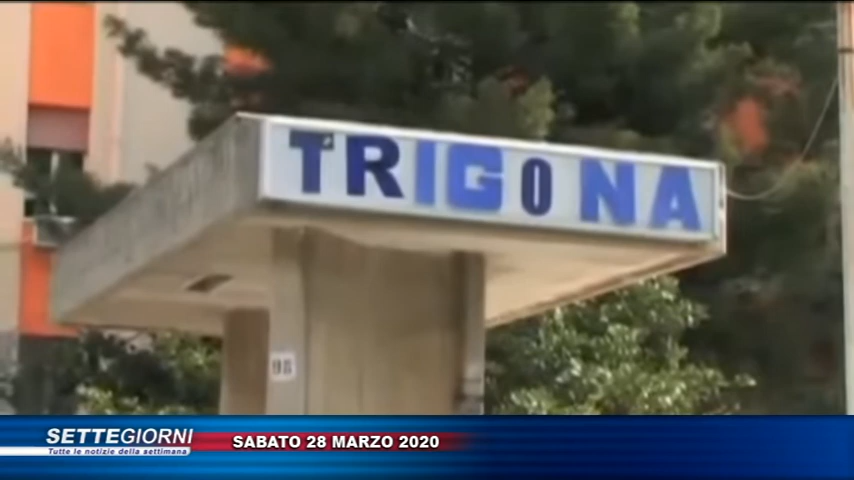 TRIGONA
98
SETTEGIORNI
Tutte le notizie della settimana
SABATO 28 MARZO 2020